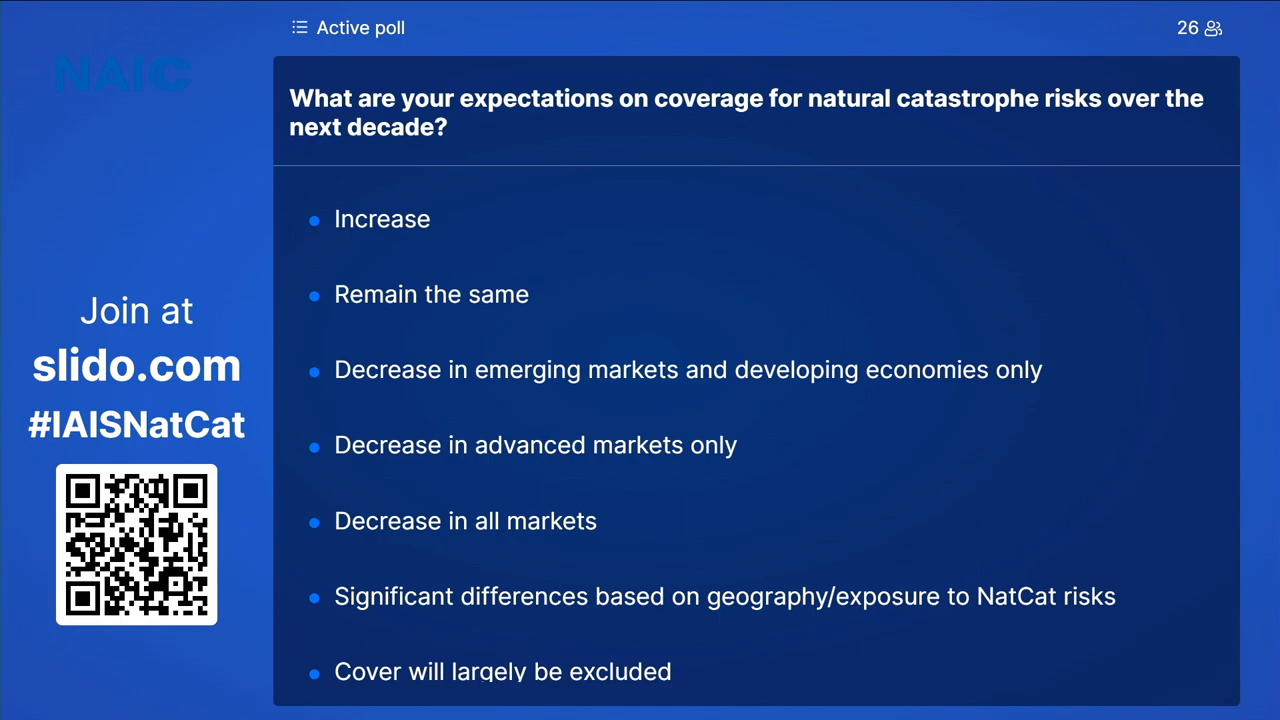 Active poll
26
NAIC
What are your expectations on coverage for natural catastrophe risks over the
next decade?
Increase
Remain the same
Decrease in emerging markets and developing economies only
Decrease in advanced markets only
Decrease in all markets
Significant differences based on geography/exposure to NatCat risks
Cover will largely be excluded
Join at
slido.com
#IAISNatCat